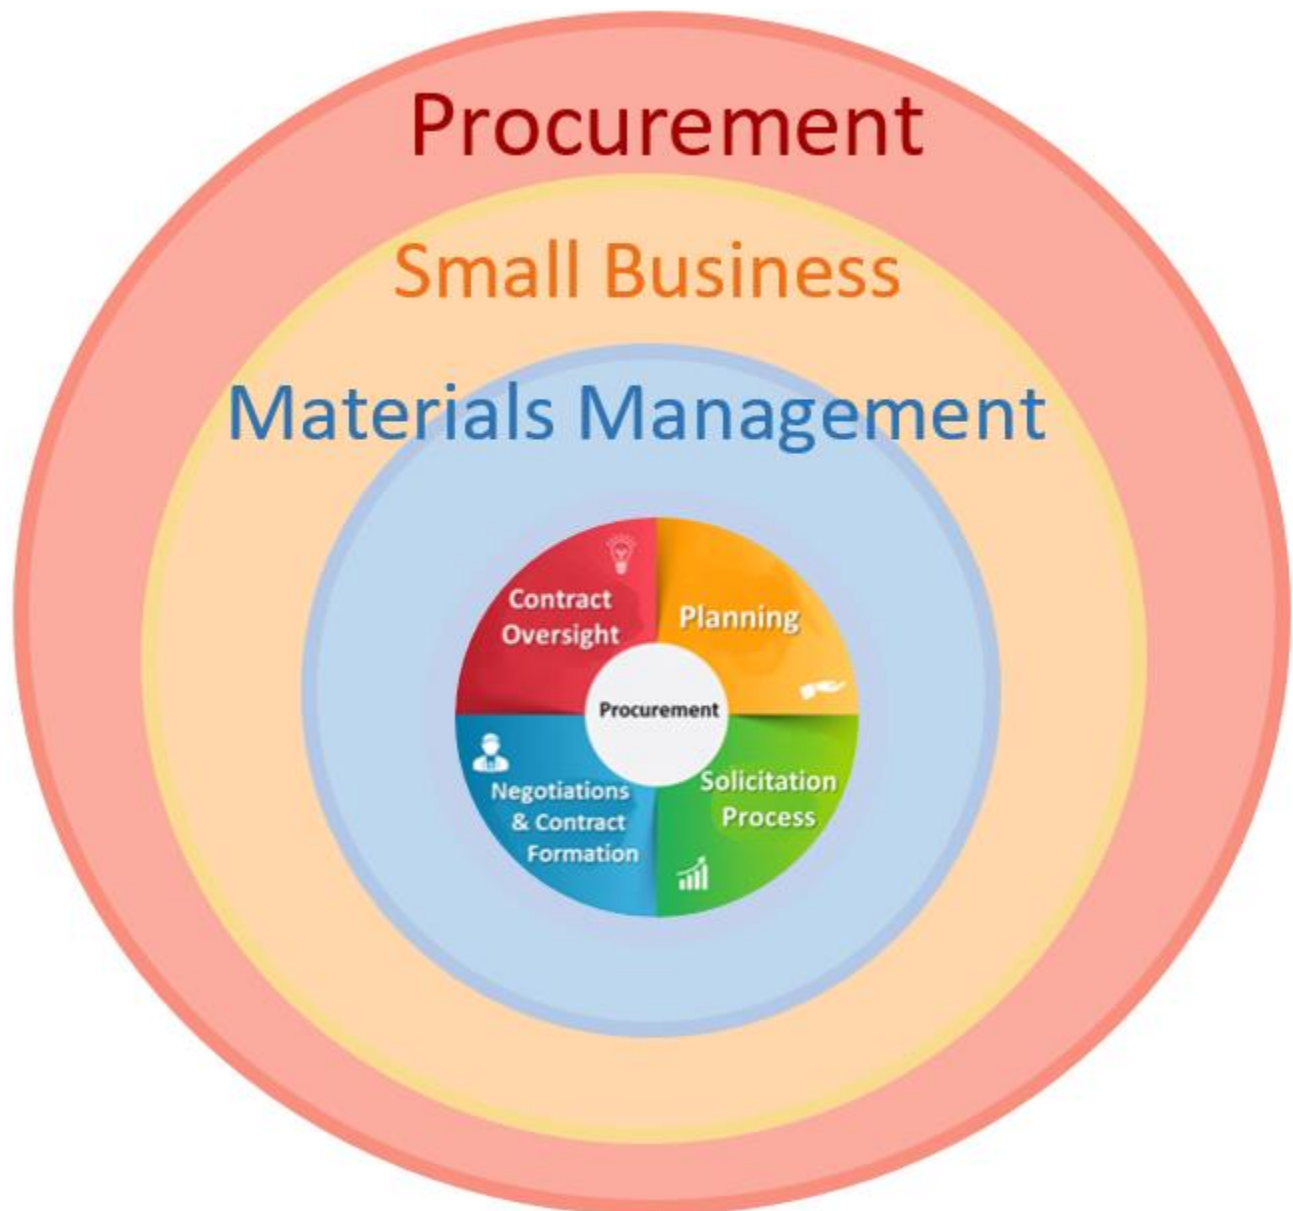 Procurement
Small Business
Materials Management
Contract
Oversight
Planning
Procurement
Negotiations
& Contract
Formation
Solicitation
Process